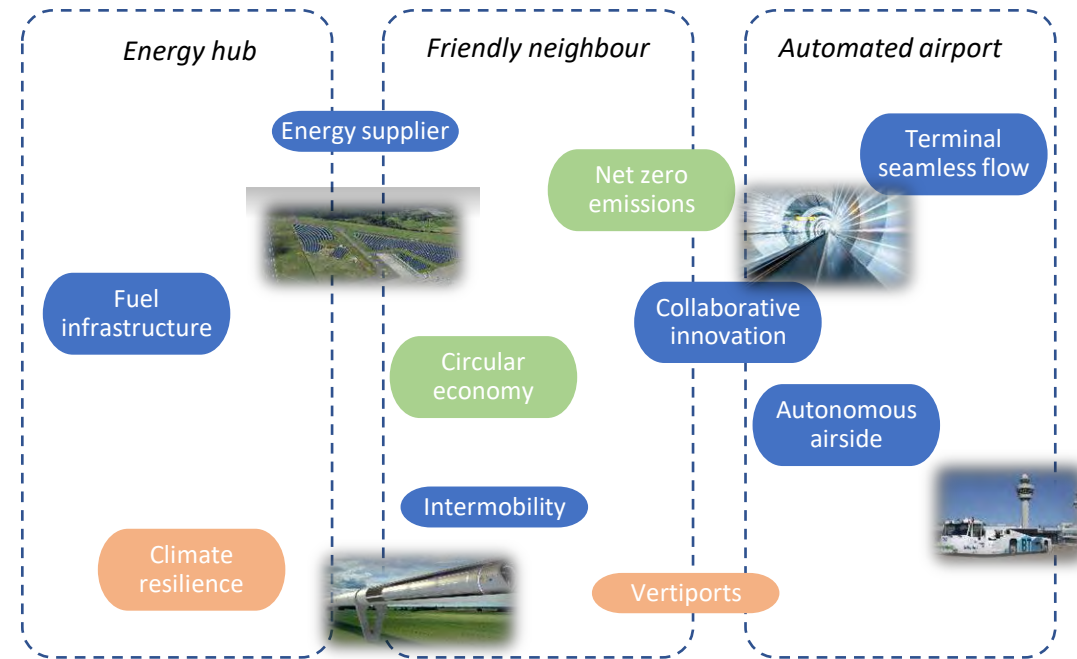 Energy hub
Friendly neighbour
Automated airport
Energy supplier
Terminal
seamless flow
Net zero
emissions
Fuel
infrastructure
Collaborative
innovation
Circular
economy
Autonomous
airside
Intermobility
Climate
resilience
Vertiports